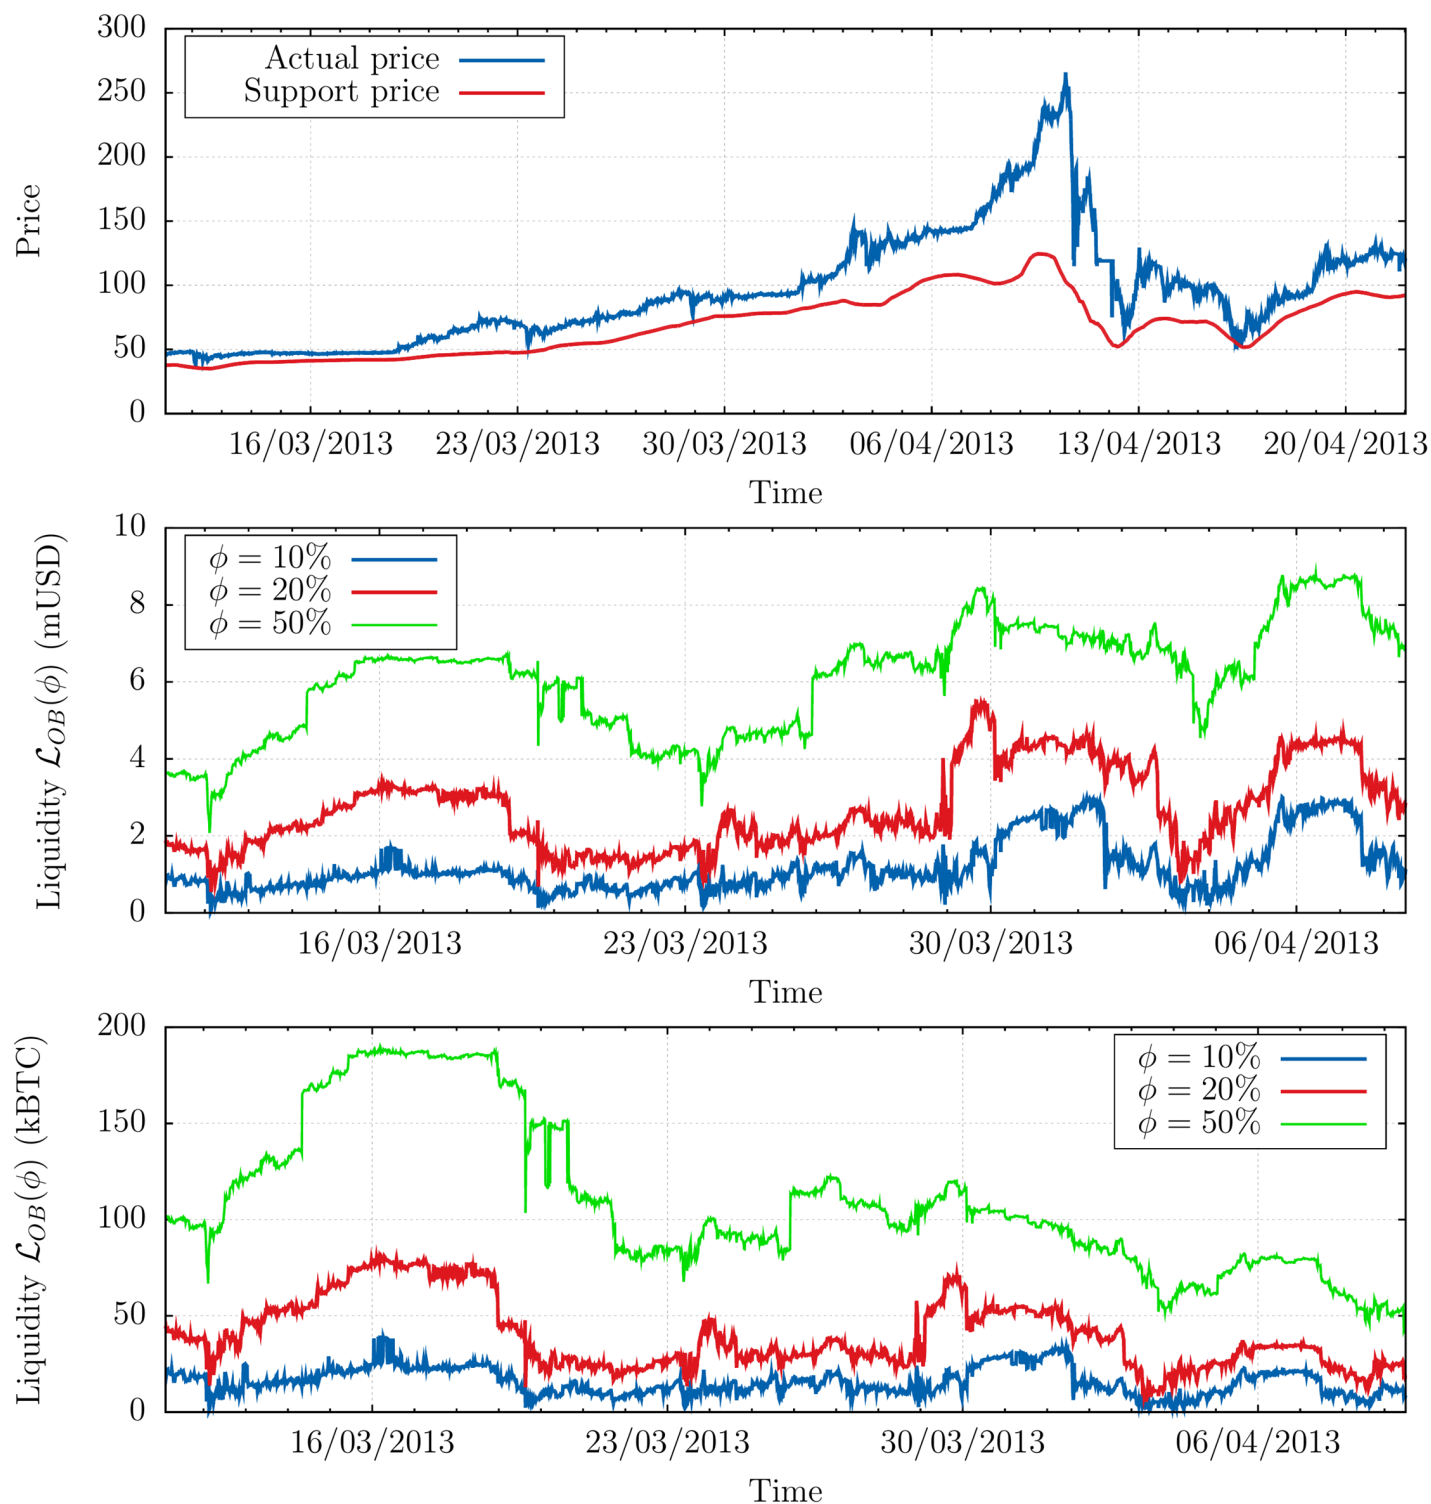 300
250
200
150
100
50
0
Price
Actual price
Support price
16/03/2013 23/03/2013 30/03/2013 06/04/2013 13/04/2013 20/04/2013
Time
10
8
6
4
2
0
Liquidity 𝓛_{OB}(ϕ) (mUSD)
ϕ = 10%
ϕ = 20%
ϕ = 50%
16/03/2013 23/03/2013 30/03/2013 06/04/2013
Time
200
150
100
50
0
Liquidity 𝓛_{OB}(ϕ) (kBTC)
ϕ = 10%
ϕ = 20%
ϕ = 50%
16/03/2013 23/03/2013 30/03/2013 06/04/2013
Time